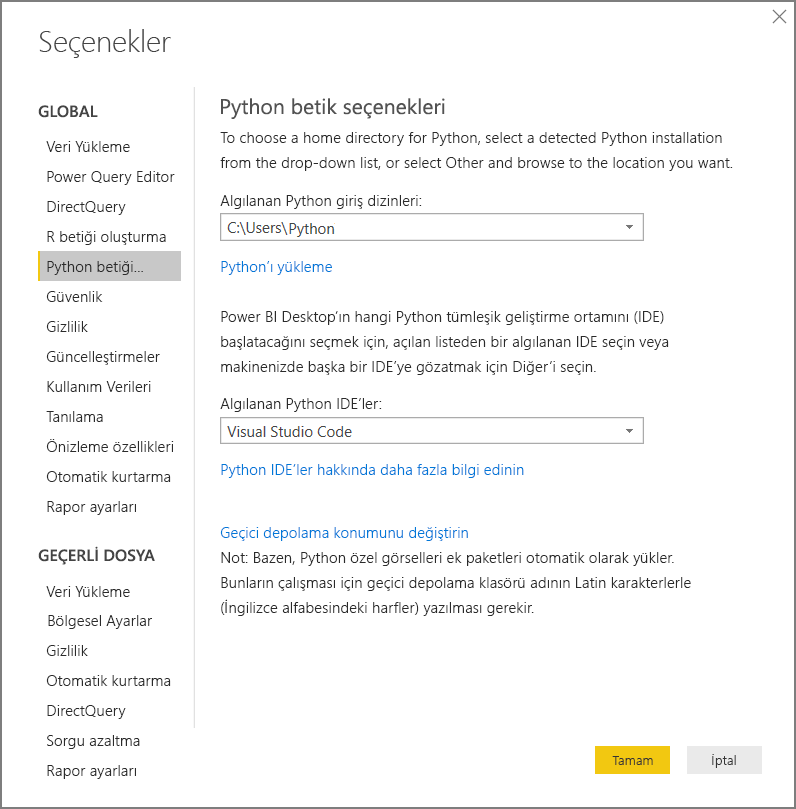 Seçenekler
GLOBAL
Veri Yükleme
Power Query Editor
DirectQuery
R betiği oluşturma
Python betiği...
Güvenlik
Gizlilik
Güncelleştirmeler
Kullanım Verileri
Tanılama
Önizleme özellikleri
Otomatik kurtarma
Rapor ayarları
GEÇERLİ DOSYA
Veri Yükleme
Bölgesel Ayarlar
Gizlilik
Otomatik kurtarma
DirectQuery
Sorgu azaltma
Rapor ayarları
Python betik seçenekleri
To choose a home directory for Python, select a detected Python installation
from the drop-down list, or select Other and browse to the location you want.
Algılanan Python giriş dizinleri:
C:\Users\Python
Python’ı yükleme
Power BI Desktop’ın hangi Python tümleşik geliştirme ortamını (IDE)
başlatacağını seçmek için, açılan listeden bir algılanan IDE seçin veya
makinenizde başka bir IDE’ye gözatmak için Diğer’i seçin.
Algılanan Python IDE’ler:
Visual Studio Code
Python IDE’ler hakkında daha fazla bilgi edinin
Geçici depolama konumunu değiştirin
Not: Bazen, Python özel görselleri ek paketleri otomatik olarak yükler.
Bunların çalışması için geçici depolama klasörü adının Latin karakterlerle
(İngilizce alfabesindeki harfler) yazılması gerekir.
Tamam
İptal